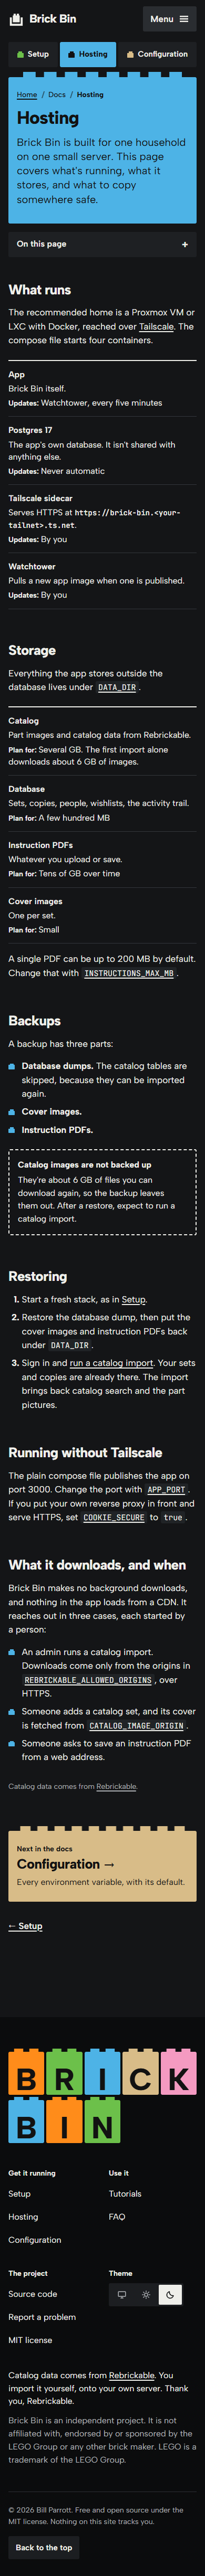 Brick Bin
Menu
Setup
Hosting
Configuration
Home / Docs / Hosting
Hosting
Brick Bin is built for one household
on one small server. This page
covers what's running, what it
stores, and what to copy
somewhere safe.
On this page +
What runs
The recommended home is a Proxmox VM or
LXC with Docker, reached over Tailscale. The
compose file starts four containers.
App
Brick Bin itself.
Updates: Watchtower, every five minutes
Postgres 17
The app's own database. It isn't shared with
anything else.
Updates: Never automatic
Tailscale sidecar
Serves HTTPS at https://brick-bin.<your-
tailnet>.ts.net.
Updates: By you
Watchtower
Pulls a new app image when one is published.
Updates: By you
Storage
Everything the app stores outside the
database lives under DATA_DIR.
Catalog
Part images and catalog data from Rebrickable.
Plan for: Several GB. The first import alone
downloads about 6 GB of images.
Database
Sets, copies, people, wishlists, the activity trail.
Plan for: A few hundred MB
Instruction PDFs
Whatever you upload or save.
Plan for: Tens of GB over time
Cover images
One per set.
Plan for: Small
A single PDF can be up to 200 MB by default.
Change that with INSTRUCTIONS_MAX_MB.
Backups
A backup has three parts:
Database dumps. The catalog tables are
skipped, because they can be imported
again.
Cover images.
Instruction PDFs.
Catalog images are not backed up
They're about 6 GB of files you can
download again, so the backup leaves
them out. After a restore, expect to run a
catalog import.
Restoring
1. Start a fresh stack, as in Setup.
2. Restore the database dump, then put the
cover images and instruction PDFs back
under DATA_DIR.
3. Sign in and run a catalog import. Your sets
and copies are already there. The import
brings back catalog search and the part
pictures.
Running without Tailscale
The plain compose file publishes the app on
port 3000. Change the port with APP_PORT.
If you put your own reverse proxy in front and
serve HTTPS, set COOKIE_SECURE to true.
What it downloads, and when
Brick Bin makes no background downloads,
and nothing in the app loads from a CDN. It
reaches out in three cases, each started by
a person:
An admin runs a catalog import.
Downloads come only from the origins in
REBRICKABLE_ALLOWED_ORIGINS, over
HTTPS.
Someone adds a catalog set, and its cover
is fetched from CATALOG_IMAGE_ORIGIN.
Someone asks to save an instruction PDF
from a web address.
Catalog data comes from Rebrickable.
Next in the docs
Configuration →
Every environment variable, with its default.
← Setup
BRICK
BIN
Get it running
Use it
Setup
Tutorials
Hosting
FAQ
Configuration
The project
Theme
Source code
Report a problem
MIT license
Catalog data comes from Rebrickable. You
import it yourself, onto your own server. Thank
you, Rebrickable.
Brick Bin is an independent project. It is not
affiliated with, endorsed by or sponsored by the
LEGO Group or any other brick maker. LEGO is a
trademark of the LEGO Group.
© 2026 Bill Parrott. Free and open source under the
MIT license. Nothing on this site tracks you.
Back to the top